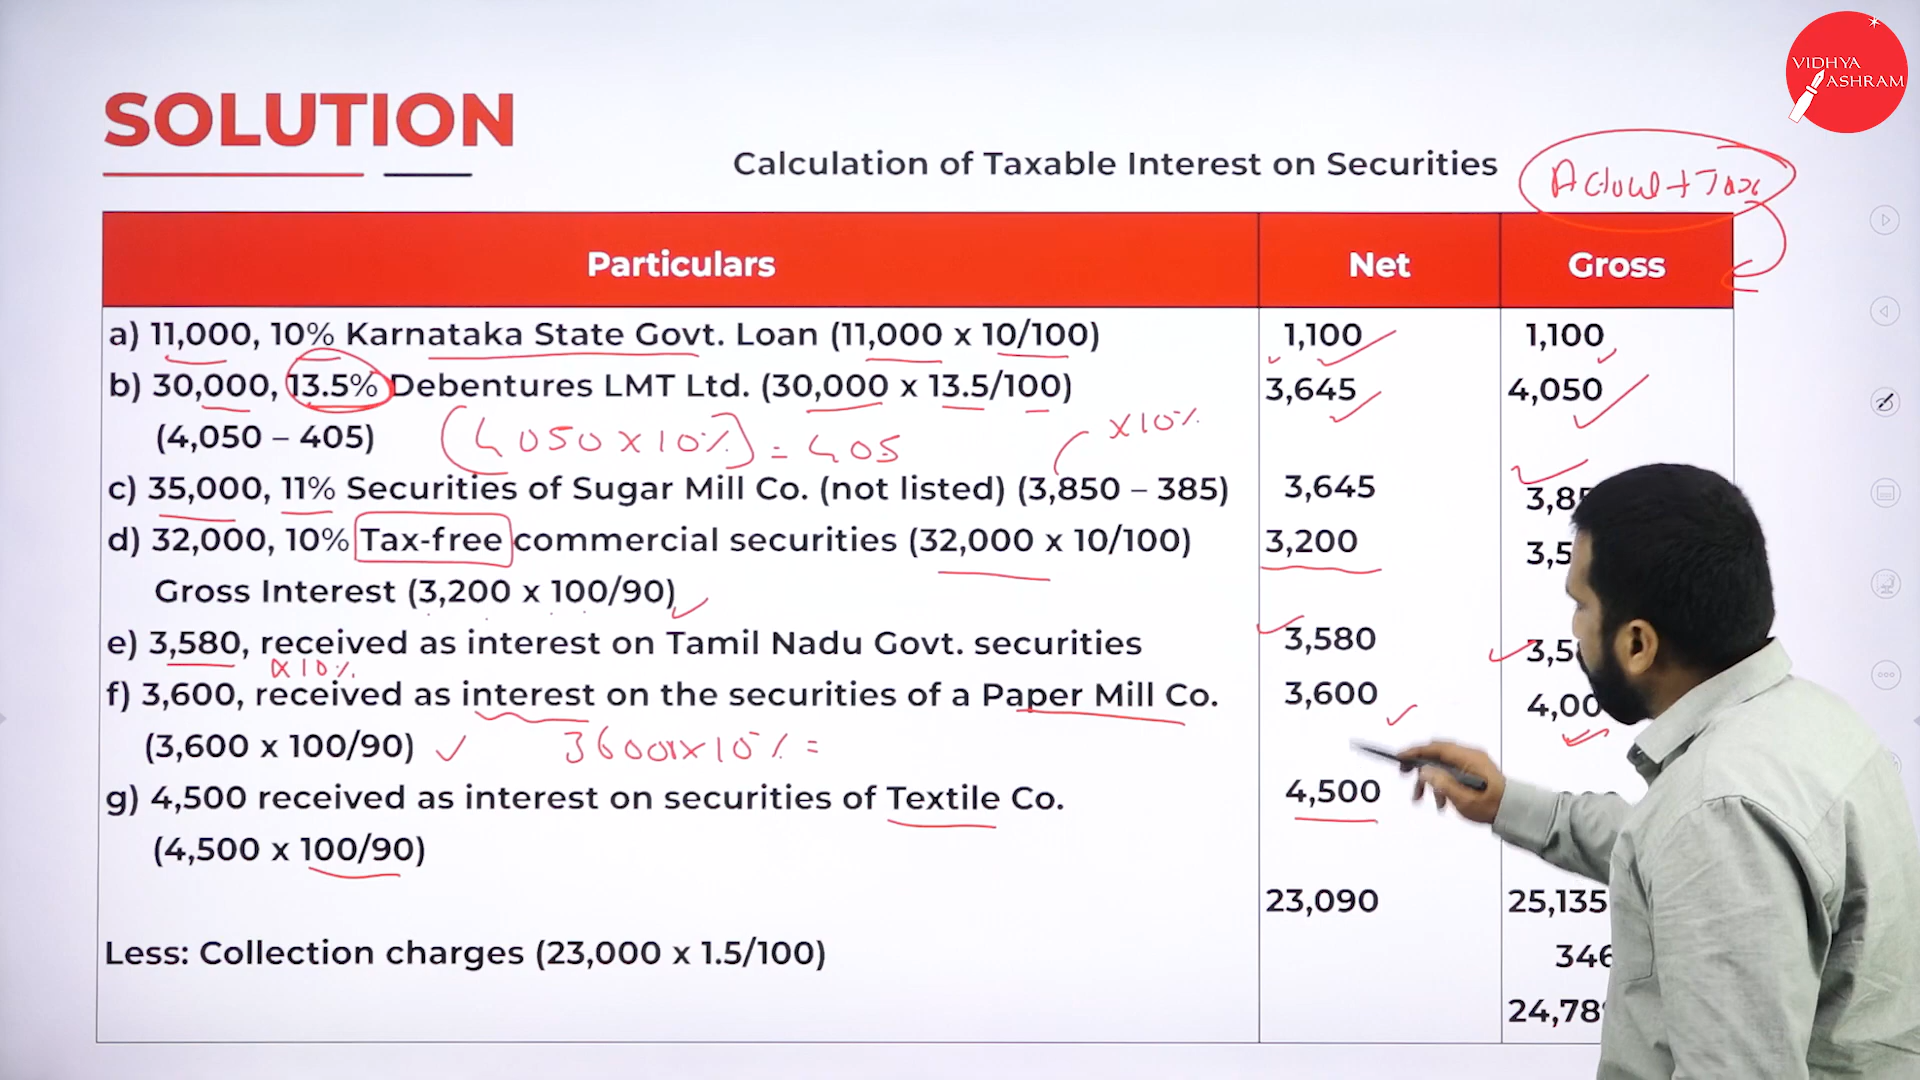 VIDHYA
ASHRAM
SOLUTION
Calculation of Taxable Interest on Securities
Particulars Net Gross
a) 11,000, 10% Karnataka State Govt. Loan (11,000 x 10/100) 1,100 1,100
b) 30,000, 13.5% Debentures LMT Ltd. (30,000 x 13.5/100) 3,645 4,050
x10%
(4,050 – 405) (4050 x 10%) = 405
c) 35,000, 11% Securities of Sugar Mill Co. (not listed) (3,850 – 385) 3,645
d) 32,000, 10% Tax-free commercial securities (32,000 x 10/100) 3,200
Gross Interest (3,200 x 100/90)
e) 3,580, received as interest on Tamil Nadu Govt. securities 3,580
x10%
f) 3,600, received as interest on the securities of a Paper Mill Co. 3,600
(3,600 x 100/90)
g) 4,500 received as interest on securities of Textile Co. 4,500
(4,500 x 100/90)
23,090 25,135
Less: Collection charges (23,000 x 1.5/100) 346